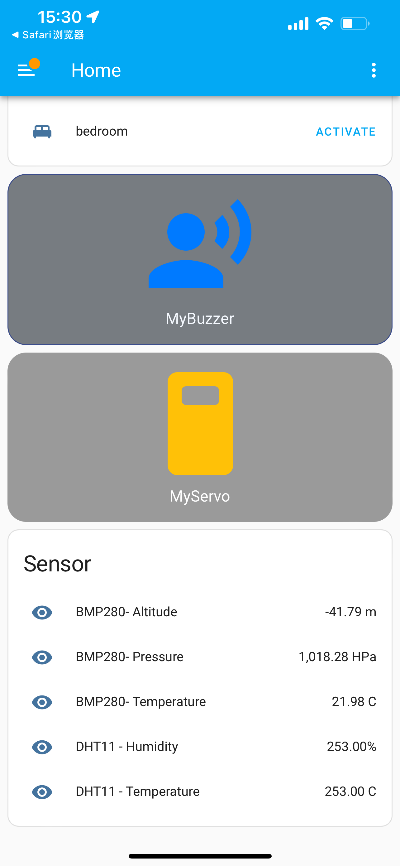 15:30
Safari浏览器
Home
bedroom
ACTIVATE
MyBuzzer
MyServo
Sensor
BMP280- Altitude -41.79 m
BMP280- Pressure 1,018.28 HPa
BMP280- Temperature 21.98 C
DHT11 - Humidity 253.00%
DHT11 - Temperature 253.00 C